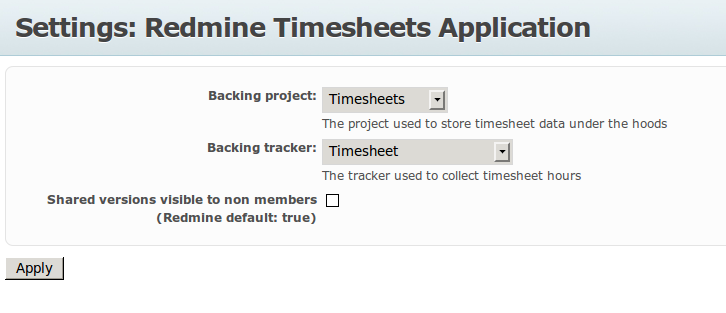 Settings: Redmine Timesheets Application
Backing project: Timesheets
The project used to store timesheet data under the hoods
Backing tracker: Timesheet
The tracker used to collect timesheet hours
Shared versions visible to non members
(Redmine default: true)
Apply